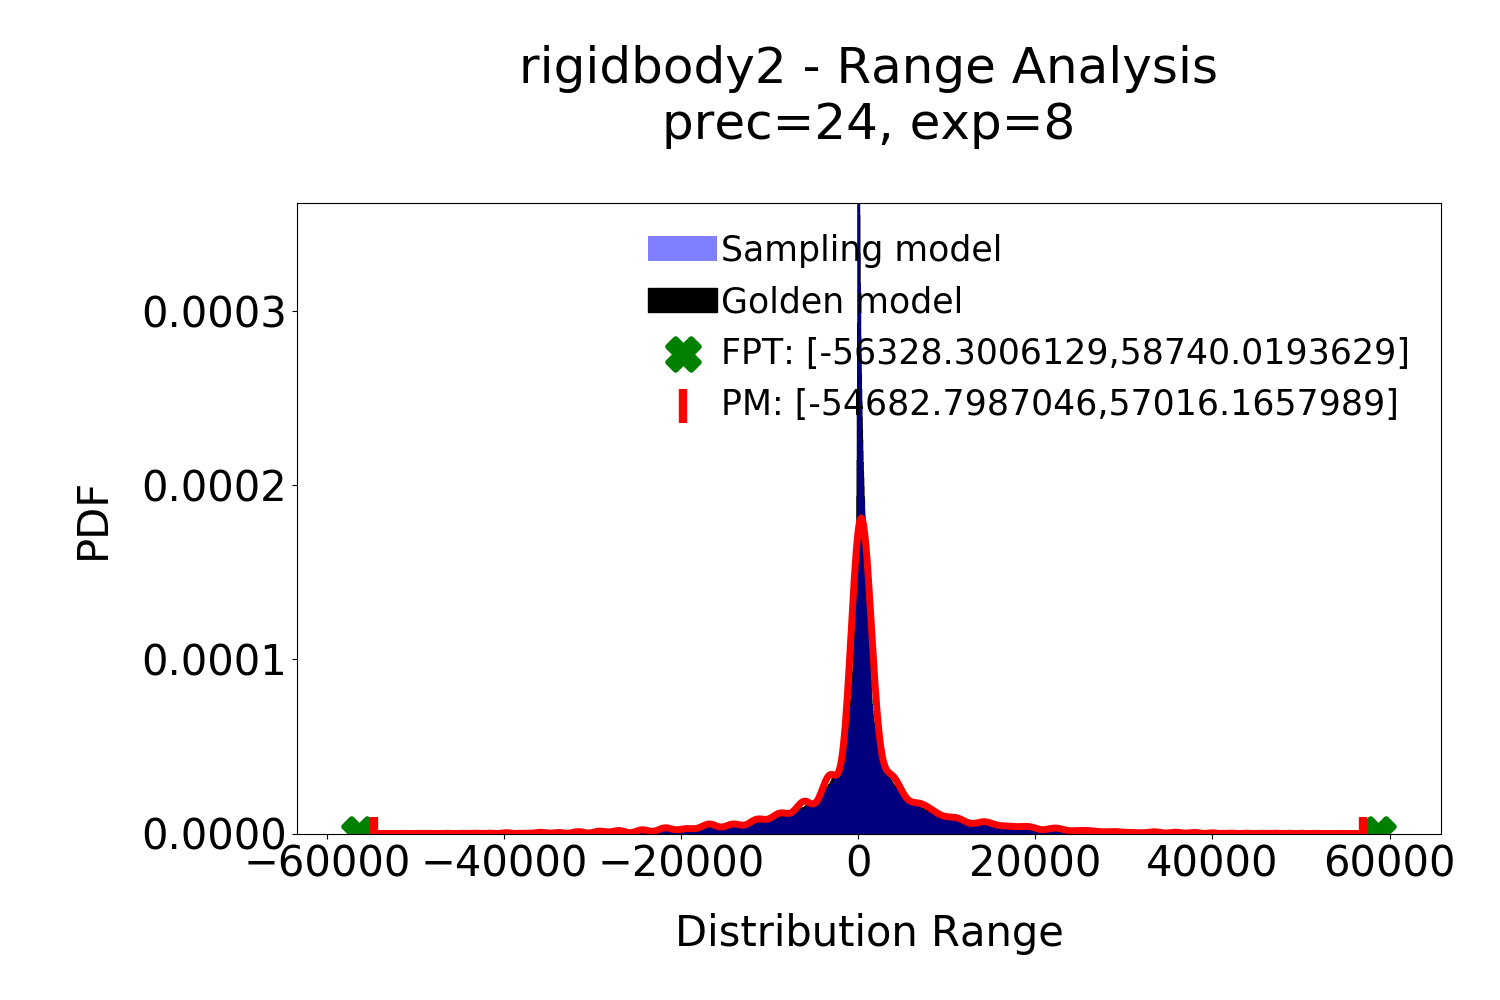 rigidbody2 - Range Analysis
prec=24, exp=8
Sampling model
Golden model
FPT: [-56328.3006129,58740.0193629]
PM: [-54682.7987046,57016.1657989]
0.0003
0.0002
0.0001
0.0000
PDF
−60000 −40000 −20000 0 20000 40000 60000
Distribution Range